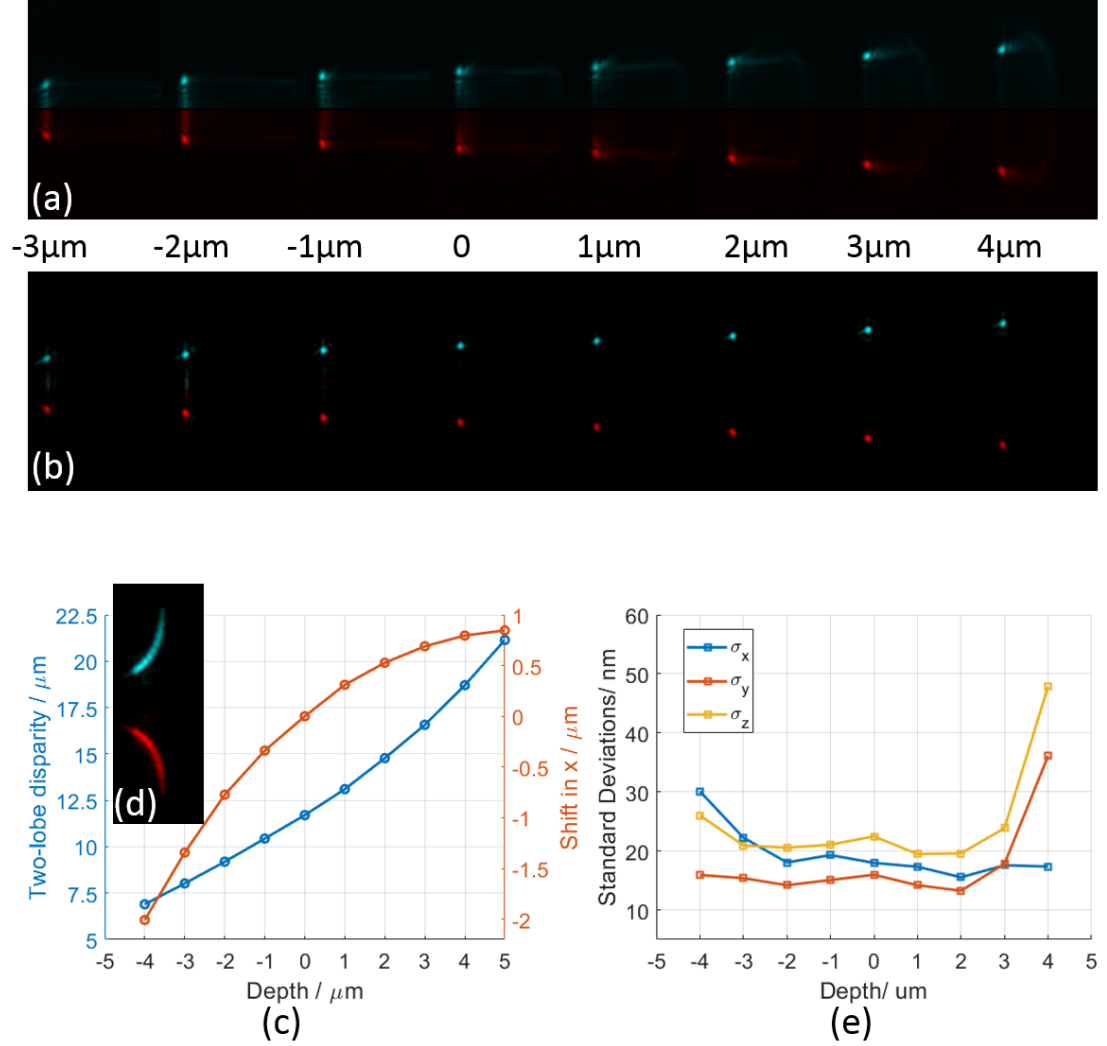 (a)
-3μm -2μm -1μm 0 1μm 2μm 3μm 4μm
(b)
Two-lobe disparity / μm
22.5
20
17.5
15
12.5
10
7.5
5
(d)
1
0.5
0
-0.5
-1
-1.5
-2
Shift in x / μm
-5 -4 -3 -2 -1 0 1 2 3 4 5
Depth / μm
(c)
Standard Deviations/ nm
60
50
40
30
20
10
σx
σy
σz
-5 -4 -3 -2 -1 0 1 2 3 4 5
Depth/ um
(e)